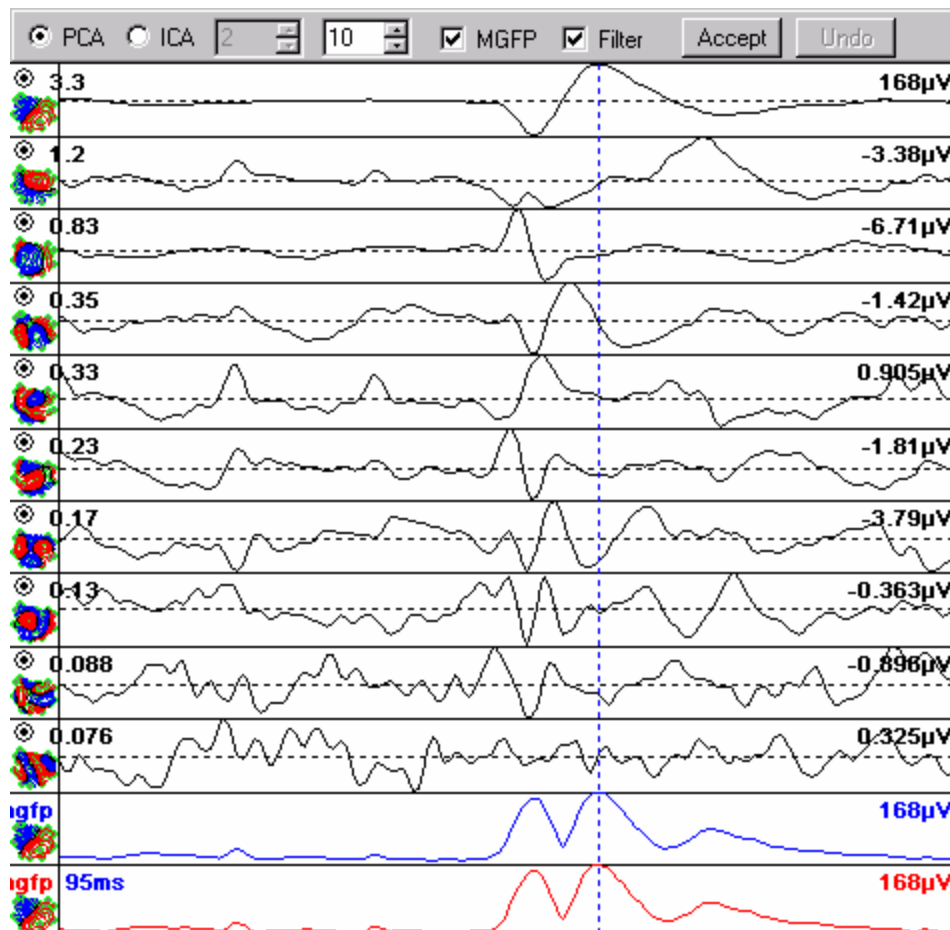 PCA ICA 2 10 MGFP Filter Accept Undo
3.3 168µV
1.2 -3.38µV
0.83 -6.71µV
0.35 -1.42µV
0.33 0.905µV
0.23 -1.81µV
0.17 -3.79µV
0.13 -0.363µV
0.088 -0.896µV
0.076 0.325µV
ngfp 168µV
ngfp 95ms 168µV